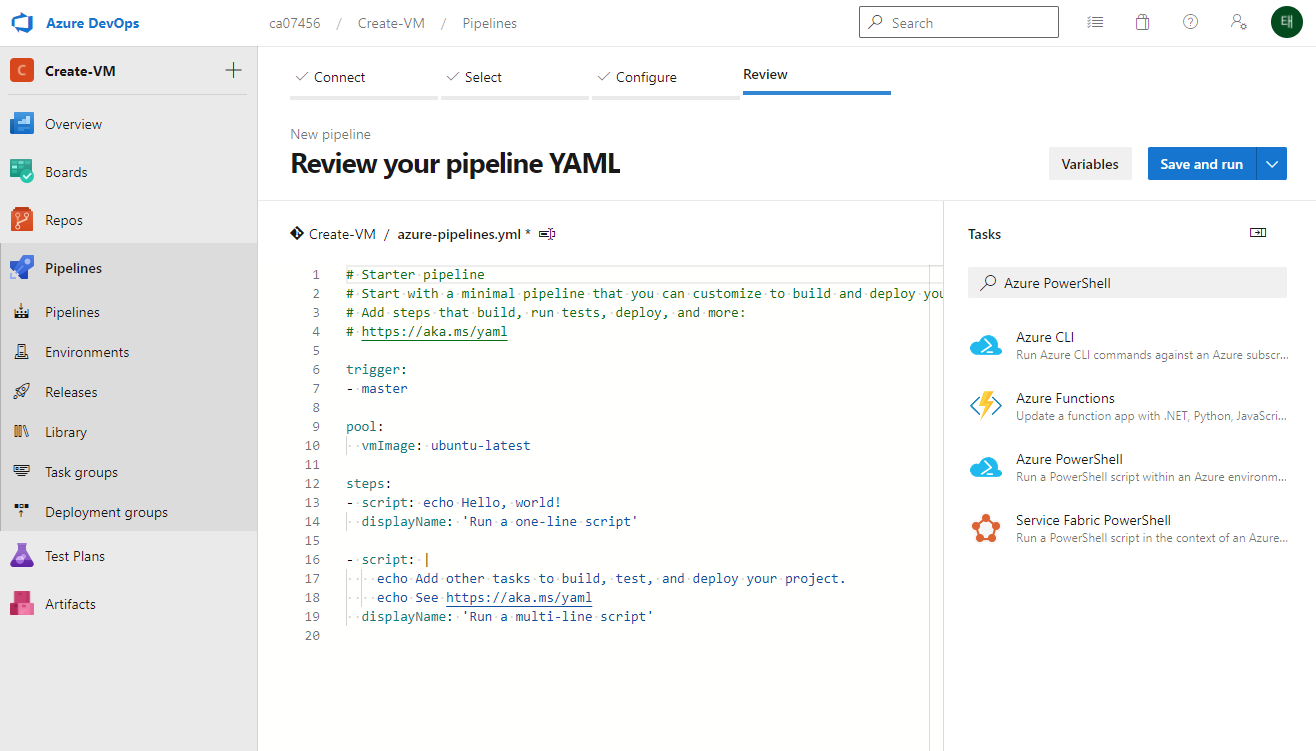 Azure DevOps
ca07456 / Create-VM / Pipelines
Search
태
C Create-VM
Overview
Boards
Repos
Pipelines
Pipelines
Environments
Releases
Library
Task groups
Deployment groups
Test Plans
Artifacts
Connect
Select
Configure
Review
New pipeline
Review your pipeline YAML
Variables
Save and run
Create-VM / azure-pipelines.yml *
1 # Starter pipeline
2 # Start with a minimal pipeline that you can customize to build and deploy you
3 # Add steps that build, run tests, deploy, and more:
4 # https://aka.ms/yaml
5
6 trigger:
7 - master
8
9 pool:
10   vmImage: ubuntu-latest
11
12 steps:
13 - script: echo Hello, world!
14   displayName: 'Run a one-line script'
15
16 - script: |
17     echo Add other tasks to build, test, and deploy your project.
18     echo See https://aka.ms/yaml
19   displayName: 'Run a multi-line script'
20
Tasks
Azure PowerShell
Azure CLI
Run Azure CLI commands against an Azure subscr...
Azure Functions
Update a function app with .NET, Python, JavaScri...
Azure PowerShell
Run a PowerShell script within an Azure environm...
Service Fabric PowerShell
Run a PowerShell script in the context of an Azure...